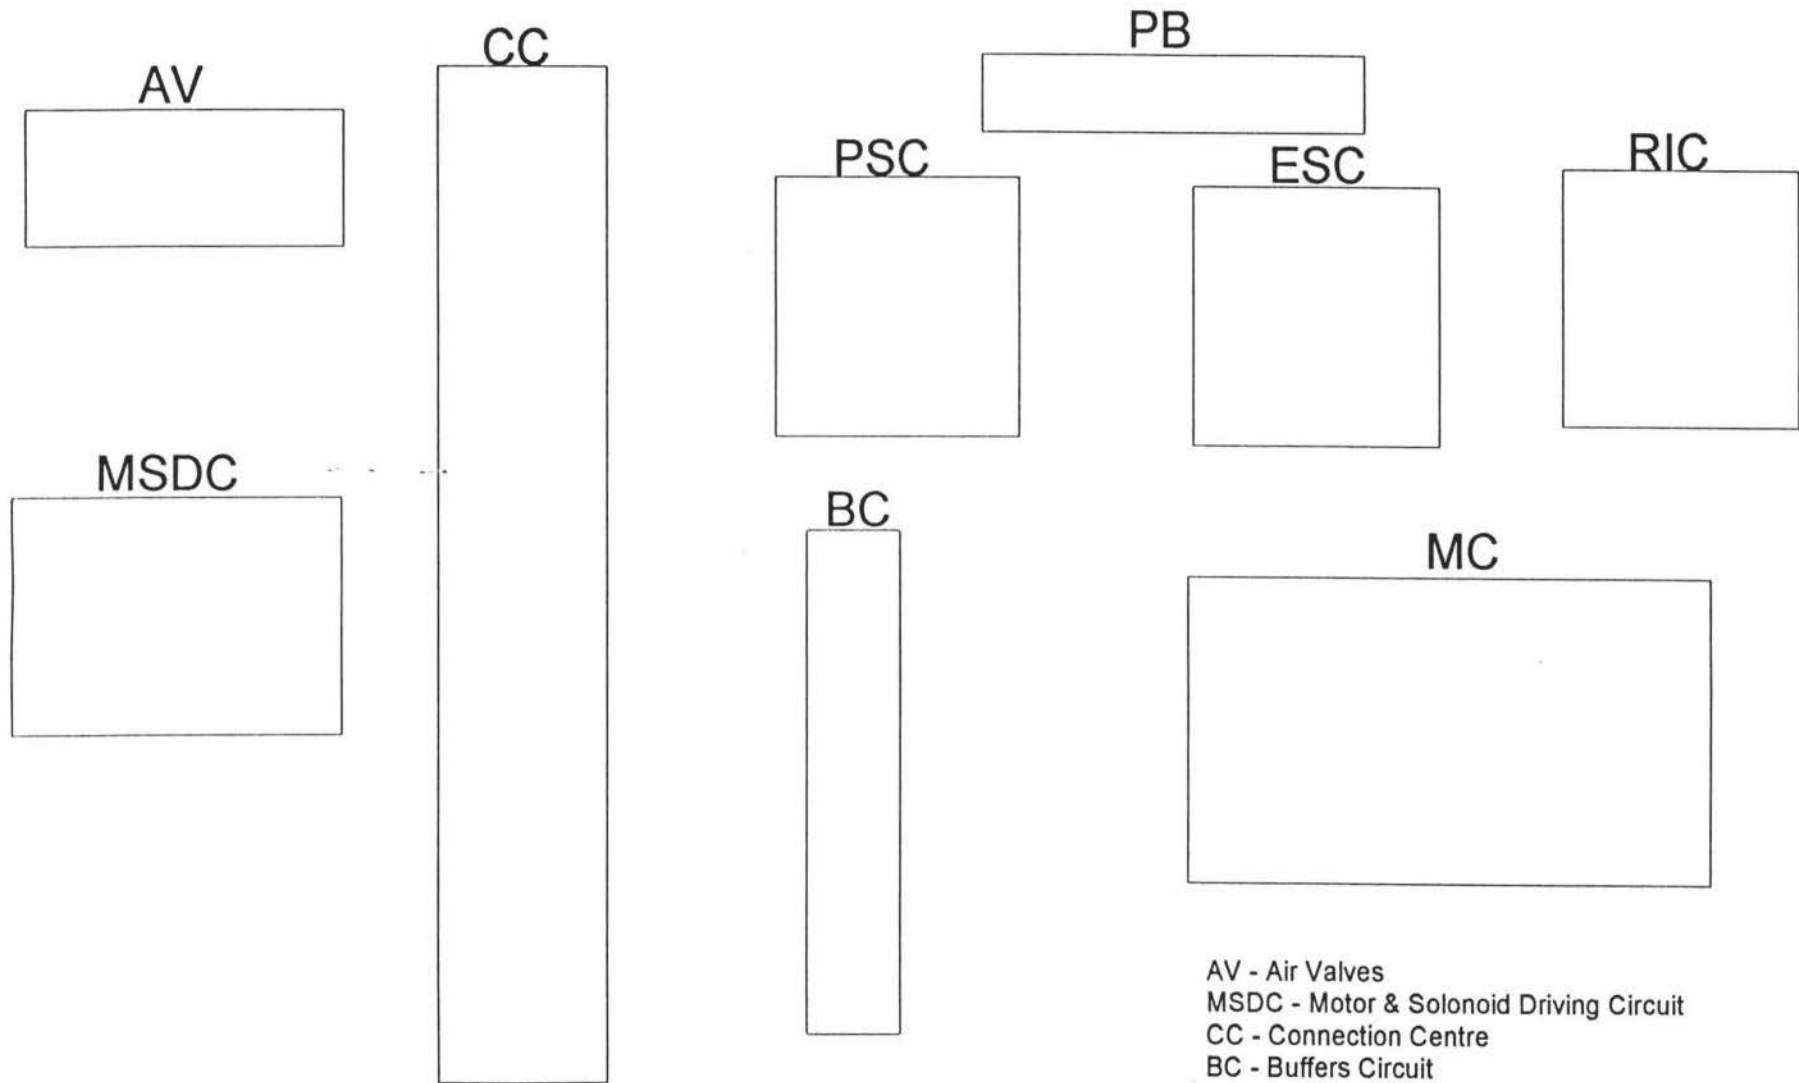 PB
CC
AV
PSC
ESC
RIC
MSDC
BC
MC
AV - Air Valves
MSDC - Motor & Solonoid Driving Circuit
CC - Connection Centre
BC - Buffers Circuit